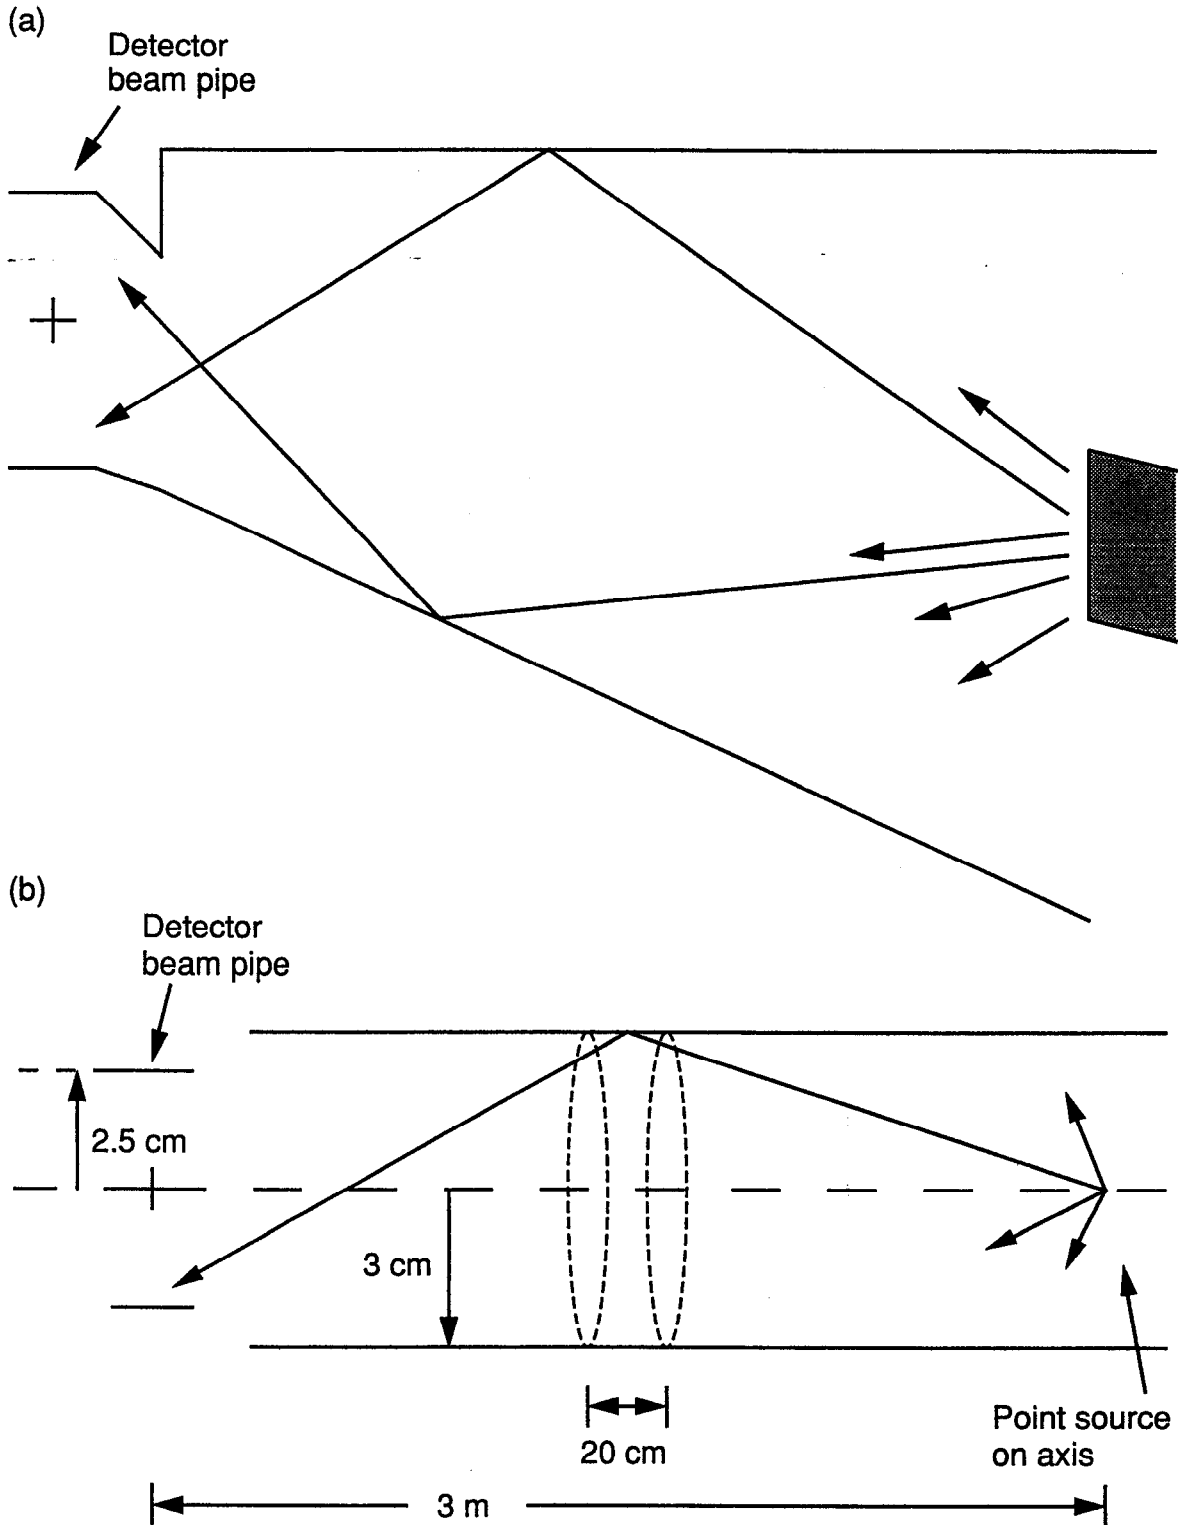 (a)
Detector
beam pipe
(b)
Detector
beam pipe
2.5 cm
3 cm
20 cm
Point source
on axis
3 m